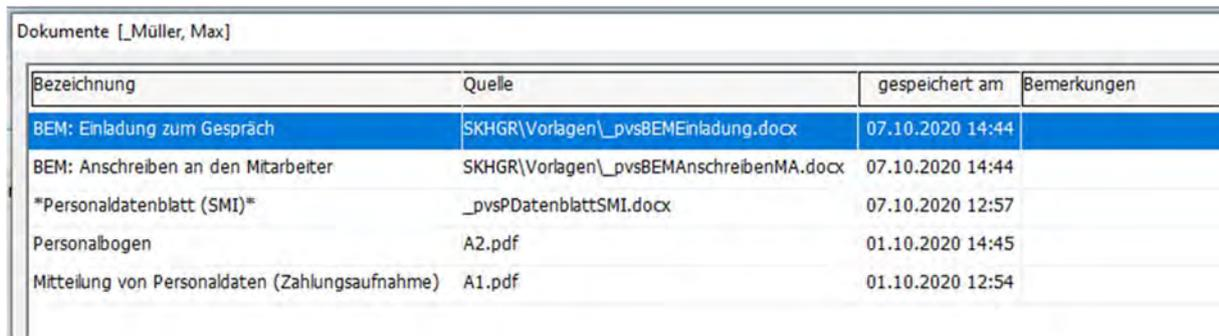 Dokumente [_Müller, Max]
Bezeichnung Quelle gespeichert am Bemerkungen
BEM: Einladung zum Gespräch SKHGR\Vorlagen\_pvsBEMEinladung.docx 07.10.2020 14:44
BEM: Anschreiben an den Mitarbeiter SKHGR\Vorlagen\_pvsBEMAnschreibenMA.docx 07.10.2020 14:44
*Personaldatenblatt (SMI)* _pvsPDatenblattSMI.docx 07.10.2020 12:57
Personalbogen A2.pdf 01.10.2020 14:45
Mitteilung von Personaldaten (Zahlungsaufnahme) A1.pdf 01.10.2020 12:54